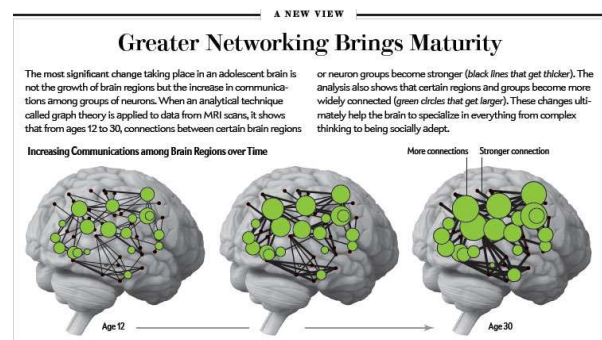 A NEW VIEW
Greater Networking Brings Maturity
The most significant change taking place in an adolescent brain is
not the growth of brain regions but the increase in communica-
tions among groups of neurons. When an analytical technique
called graph theory is applied to data from MRI scans, it shows
that from ages 12 to 30, connections between certain brain regions
or neuron groups become stronger (black lines that get thicker). The
analysis also shows that certain regions and groups become more
widely connected (green circles that get larger). These changes ulti-
mately help the brain to specialize in everything from complex
thinking to being socially adept.
Increasing Communications among Brain Regions over Time
More connections
Stronger connection
Age 12
Age 30